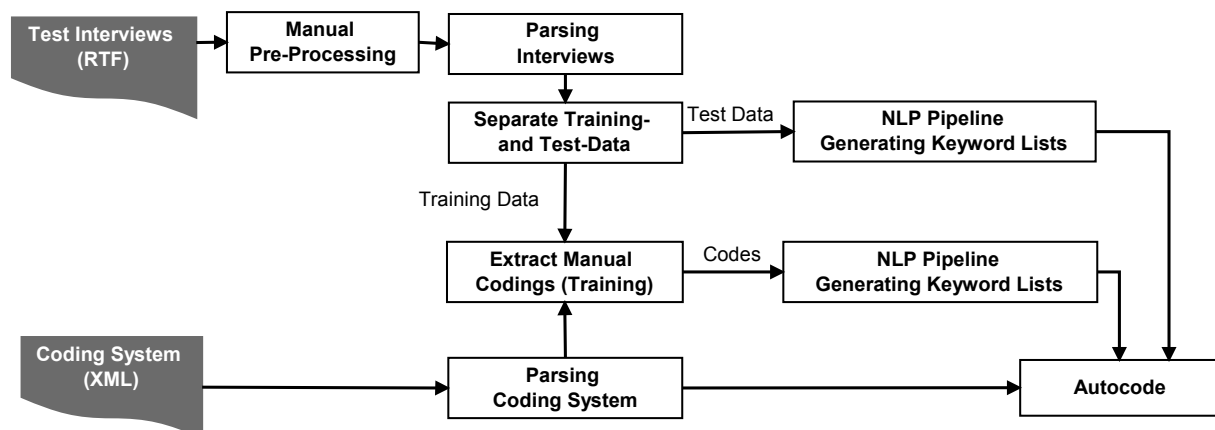 Test Interviews
(RTF)
Manual
Pre-Processing
Parsing
Interviews
Separate Training-
and Test-Data
Test Data
NLP Pipeline
Generating Keyword Lists
Training Data
Extract Manual
Codings (Training)
Codes
NLP Pipeline
Generating Keyword Lists
Coding System
(XML)
Parsing
Coding System
Autocode